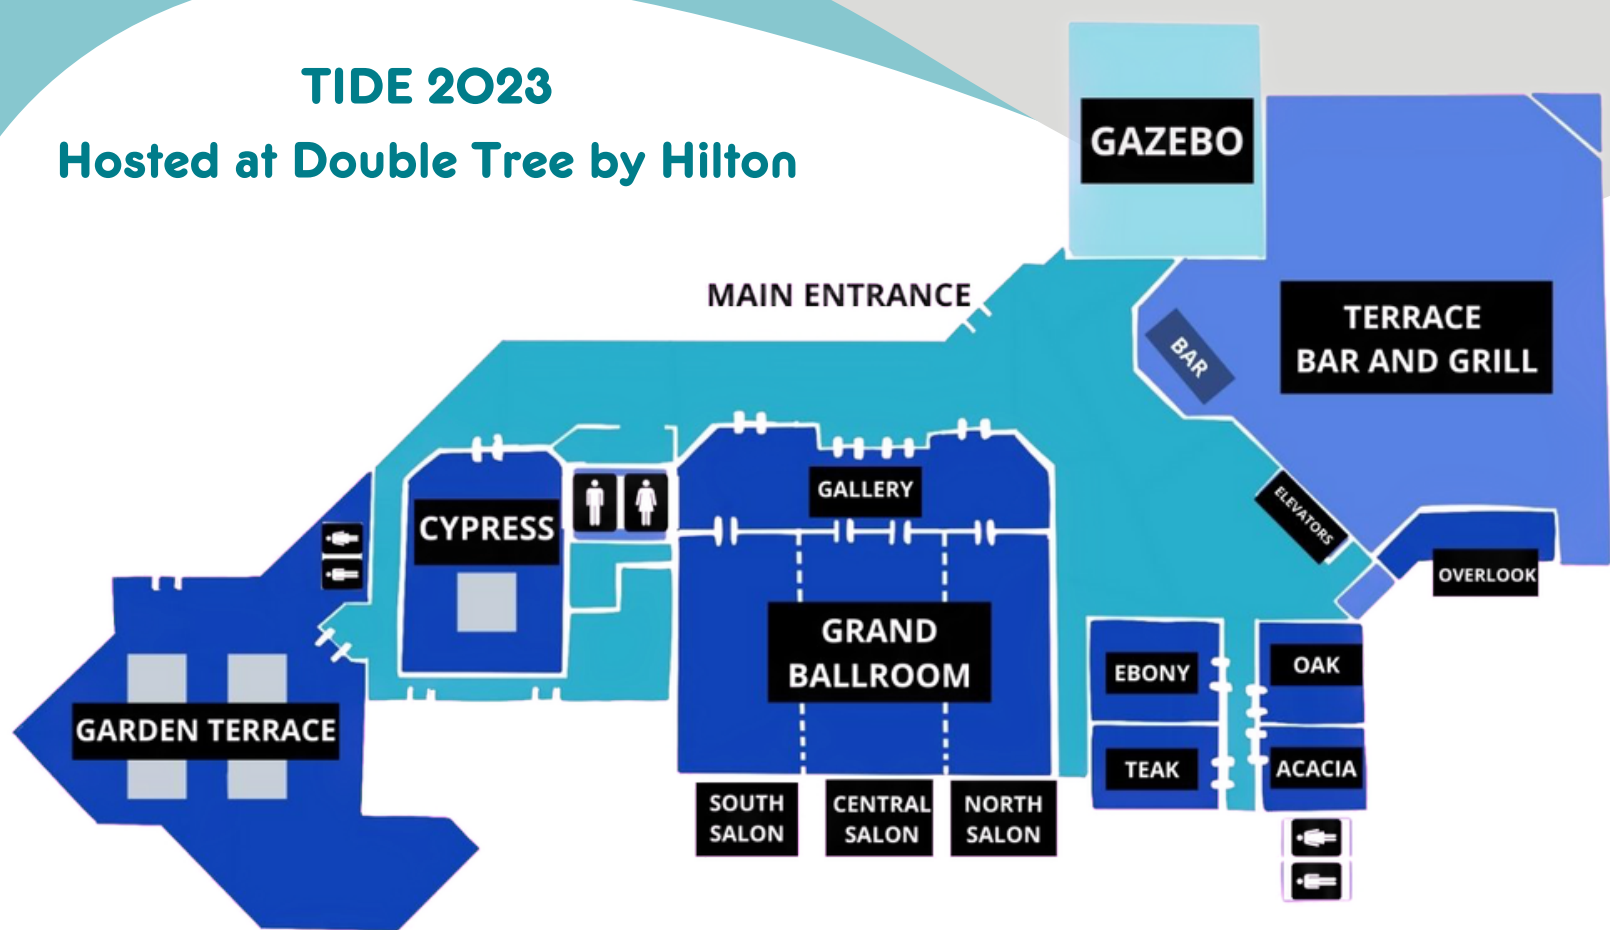 TIDE 2023
Hosted at Double Tree by Hilton
GAZEBO
MAIN ENTRANCE
TERRACE
BAR AND GRILL
BAR
GALLERY
ELEVATORS
CYPRESS
OVERLOOK
GRAND
BALLROOM
EBONY
OAK
GARDEN TERRACE
TEAK
ACACIA
SOUTH
SALON
CENTRAL
SALON
NORTH
SALON